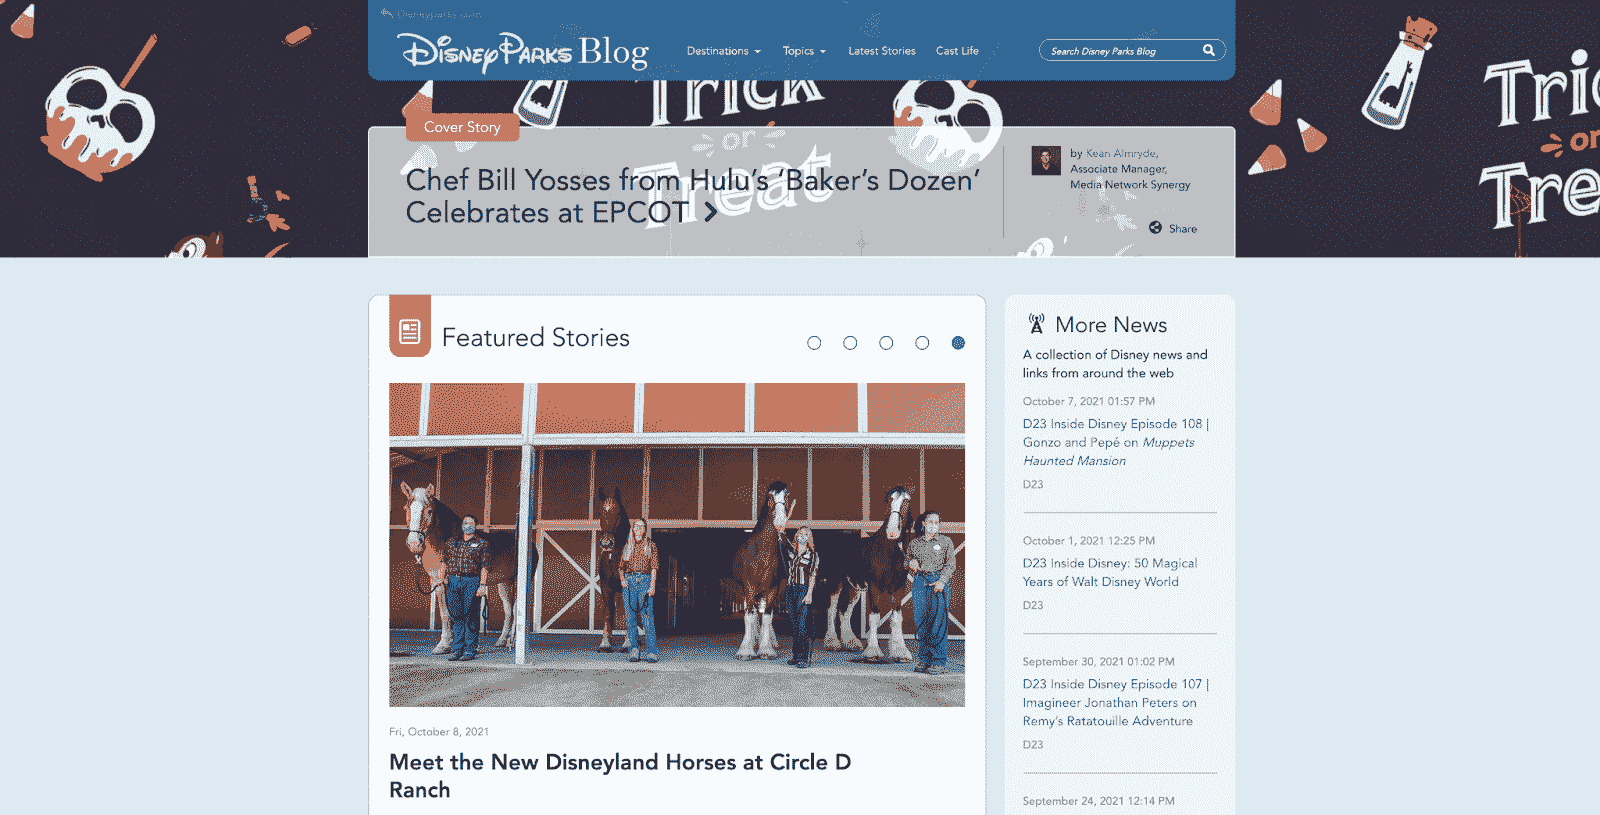 Disney Parks Blog
Destinations
Topics
Latest Stories
Cast Life
Search Disney Parks Blog
Trick
or
Treat
Cover Story
Chef Bill Yosses from Hulu's 'Baker's Dozen'
Celebrates at EPCOT
by Kean Almryde,
Associate Manager,
Media Network Synergy
Share
Featured Stories
Fri, October 8, 2021
Meet the New Disneyland Horses at Circle D
Ranch
More News
A collection of Disney news and
links from around the web
October 7, 2021 01:57 PM
D23 Inside Disney Episode 108 |
Gonzo and Pepé on Muppets
Haunted Mansion
D23
October 1, 2021 12:25 PM
D23 Inside Disney: 50 Magical
Years of Walt Disney World
D23
September 30, 2021 01:02 PM
D23 Inside Disney Episode 107 |
Imagineer Jonathan Peters on
Remy's Ratatouille Adventure
D23
September 24, 2021 12:14 PM